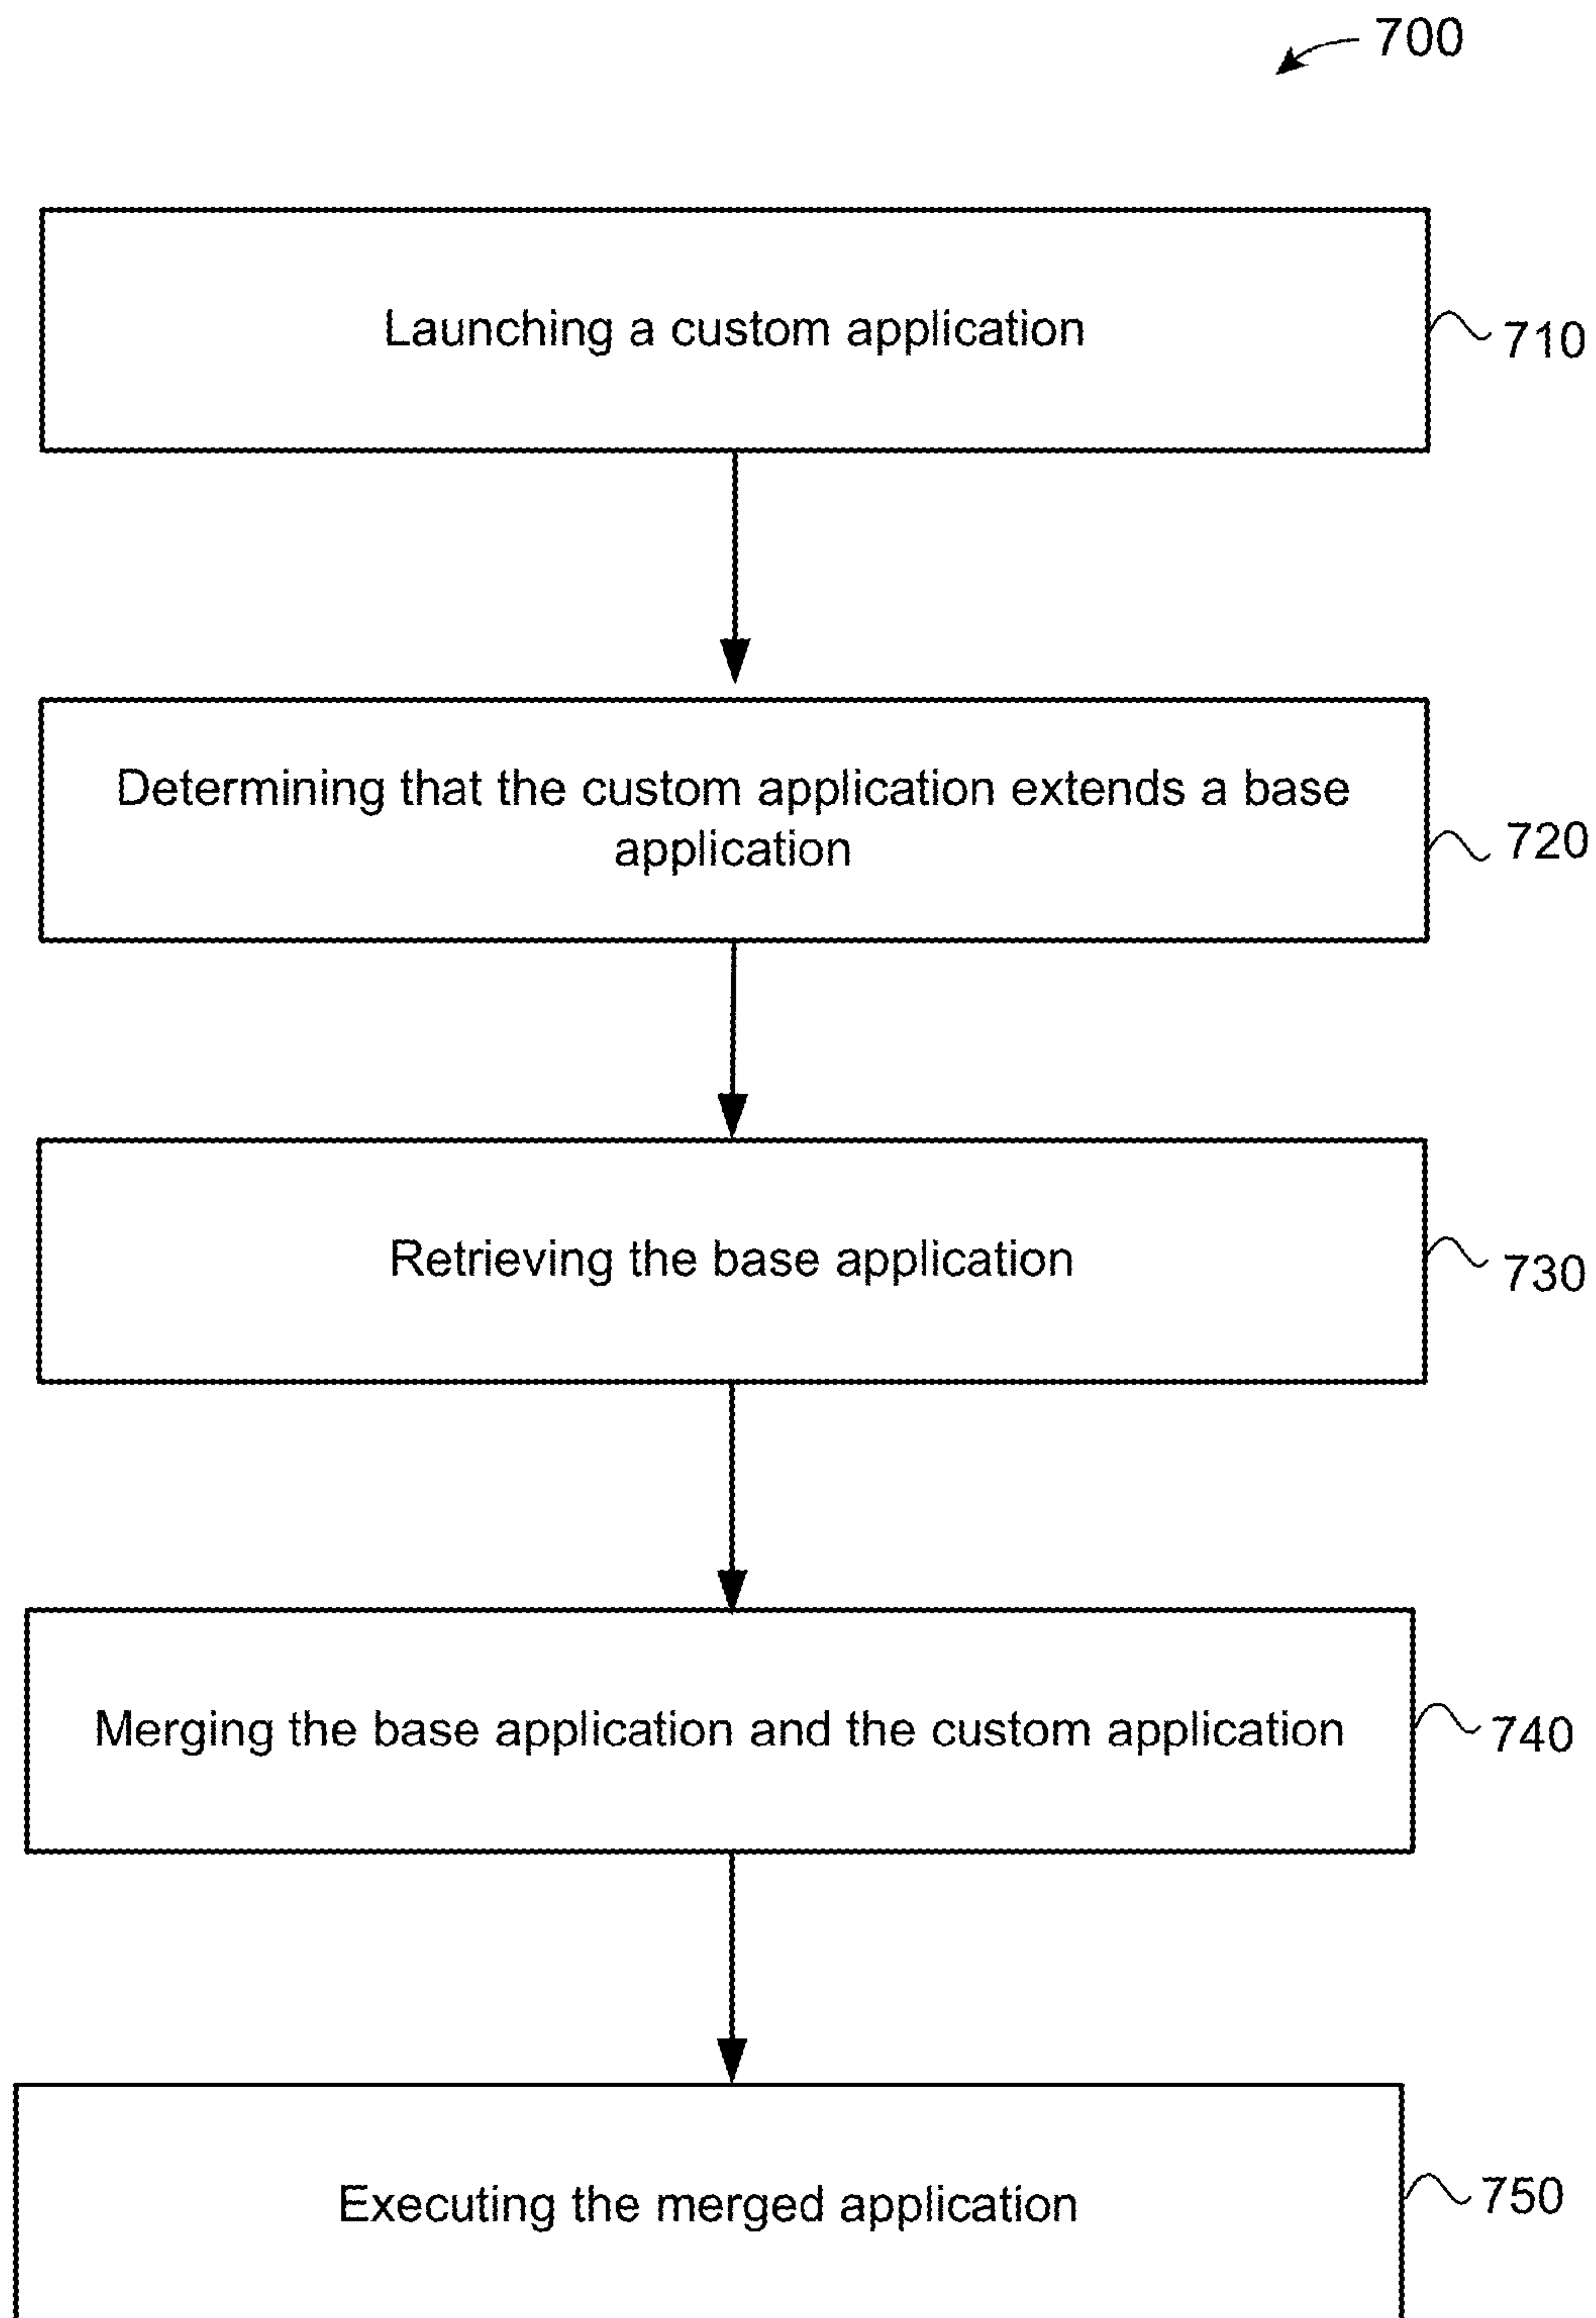 700
Launching a custom application
710
Determining that the custom application extends a base
application
720
Retrieving the base application
730
Merging the base application and the custom application
740
Executing the merged application
750